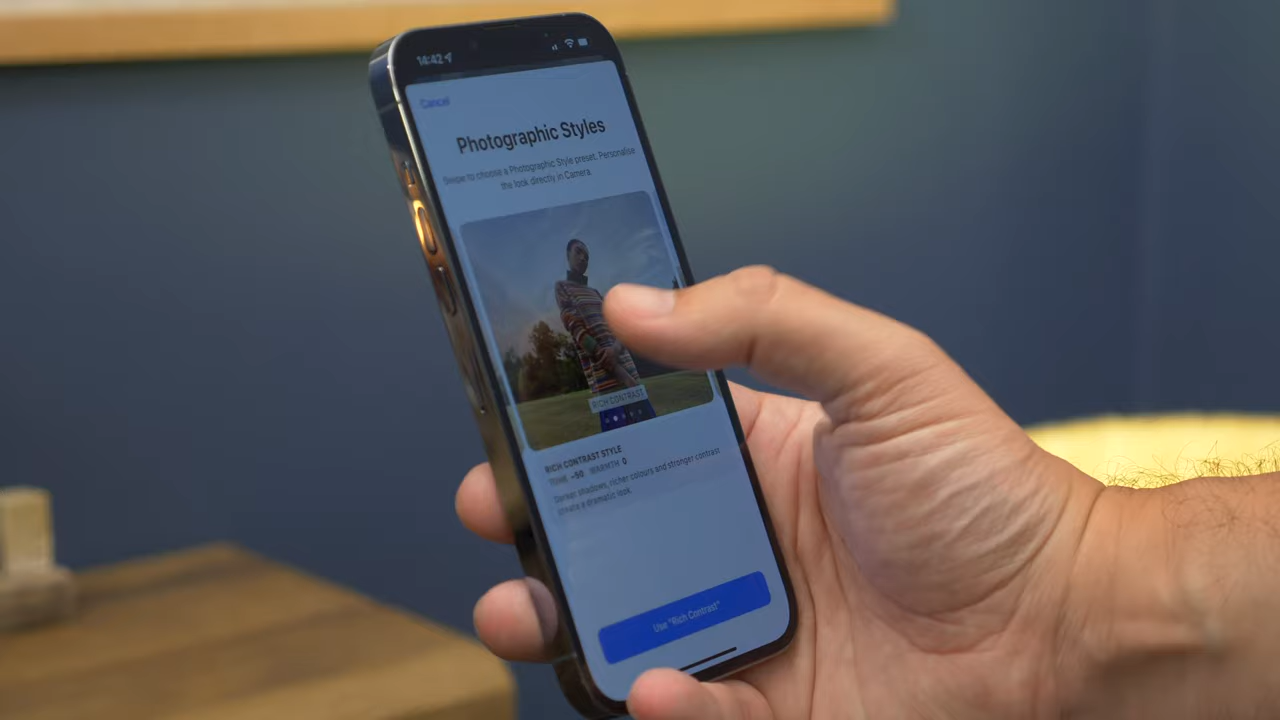 14:42
Cancel
Photographic Styles
Swipe to choose a Photographic Style preset. Personalise
the look directly in Camera.
RICH CONTRAST
RICH CONTRAST STYLE
TONE -50 WARMTH 0
Darker shadows, richer colours and stronger contrast
create a dramatic look.
Use "Rich Contrast"